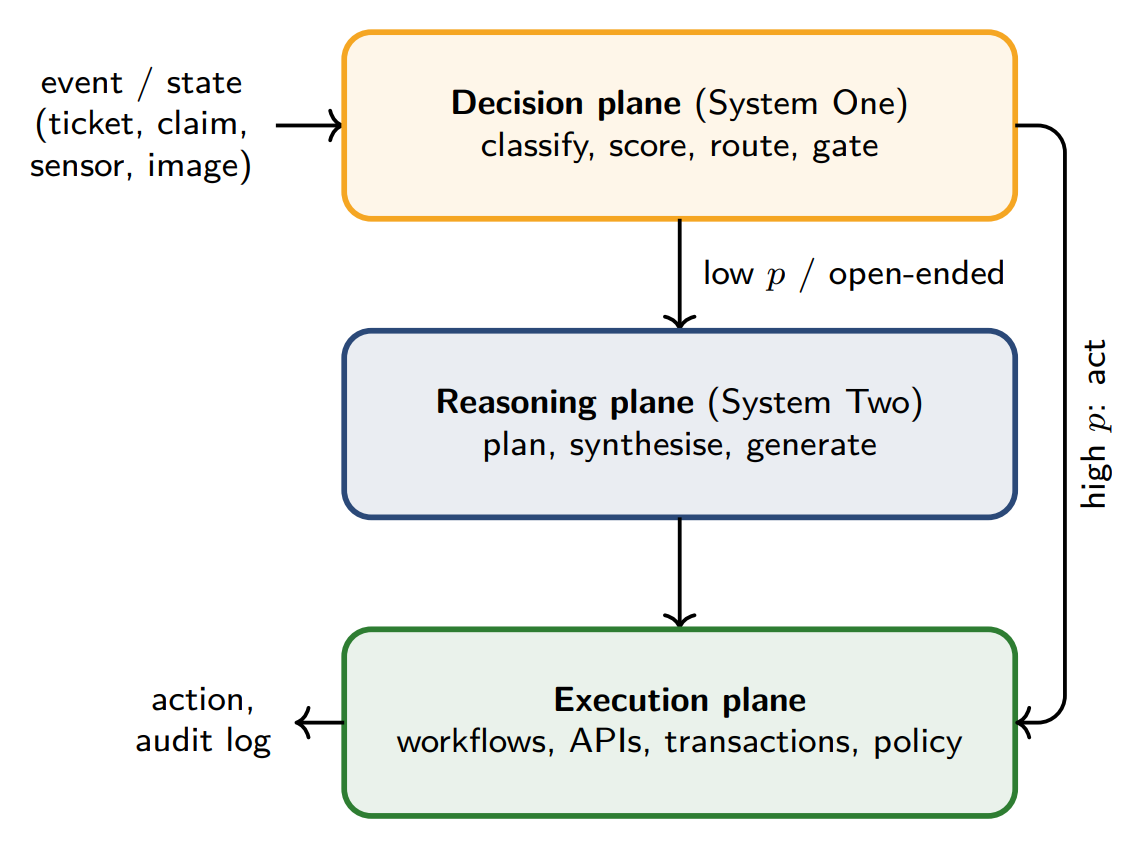 event / state
(ticket, claim,
sensor, image)
Decision plane (System One)
classify, score, route, gate
low p / open-ended
Reasoning plane (System Two)
plan, synthesise, generate
high p: act
Execution plane
workflows, APIs, transactions, policy
action,
audit log